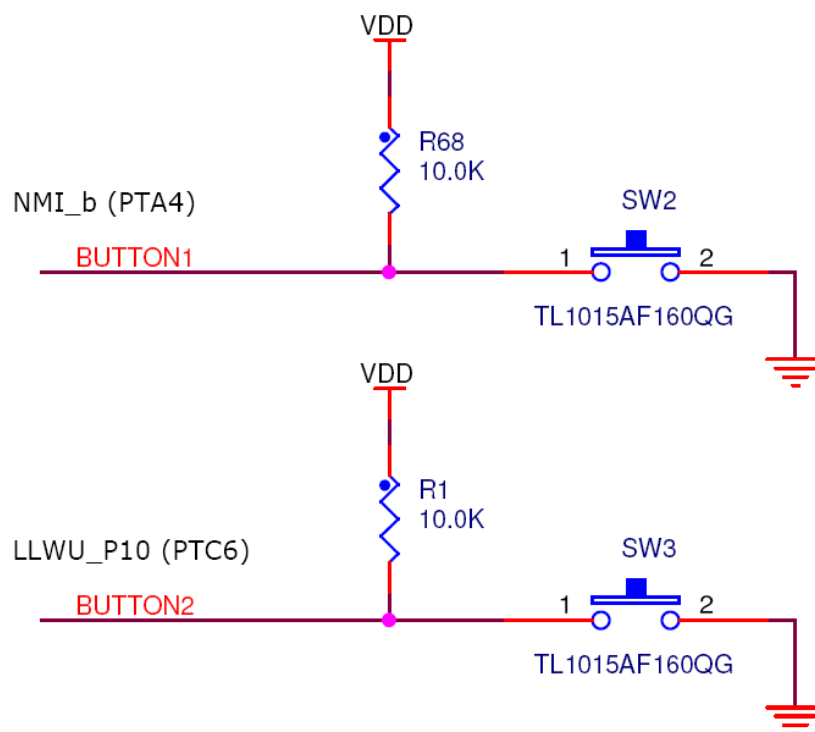 VDD
R68
10.0K
NMI_b (PTA4)
SW2
BUTTON1
1 2
TL1015AF160QG
VDD
R1
10.0K
LLWU_P10 (PTC6)
SW3
BUTTON2
1 2
TL1015AF160QG